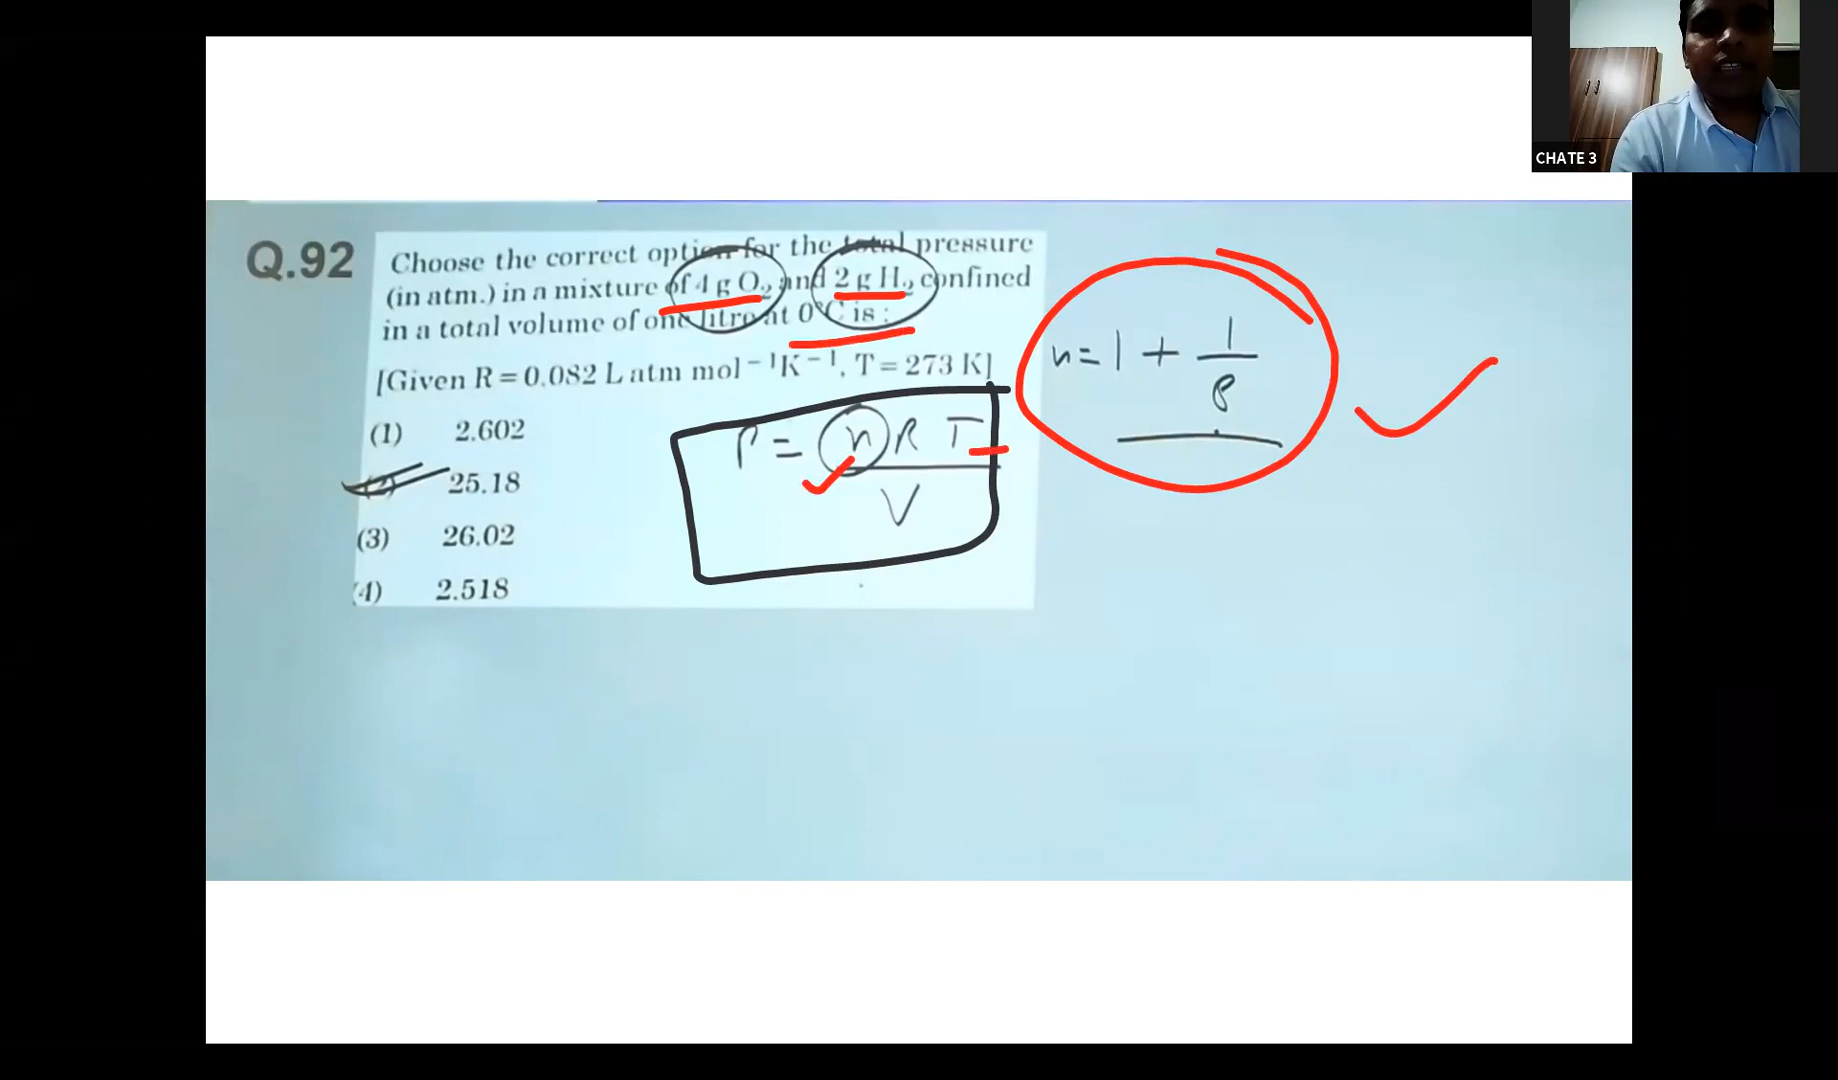 CHATE 3
Q.92
Choose the correct option for the total pressure
(in atm.) in a mixture of 4 g O₂ and 2 g H₂ confined
in a total volume of one litre at 0°C is :
[Given R = 0.082 L atm mol⁻¹K⁻¹, T = 273 K]
(1) 2.602
(2) 25.18
(3) 26.02
(4) 2.518
P = nRT
V
n = 1 + 1/8